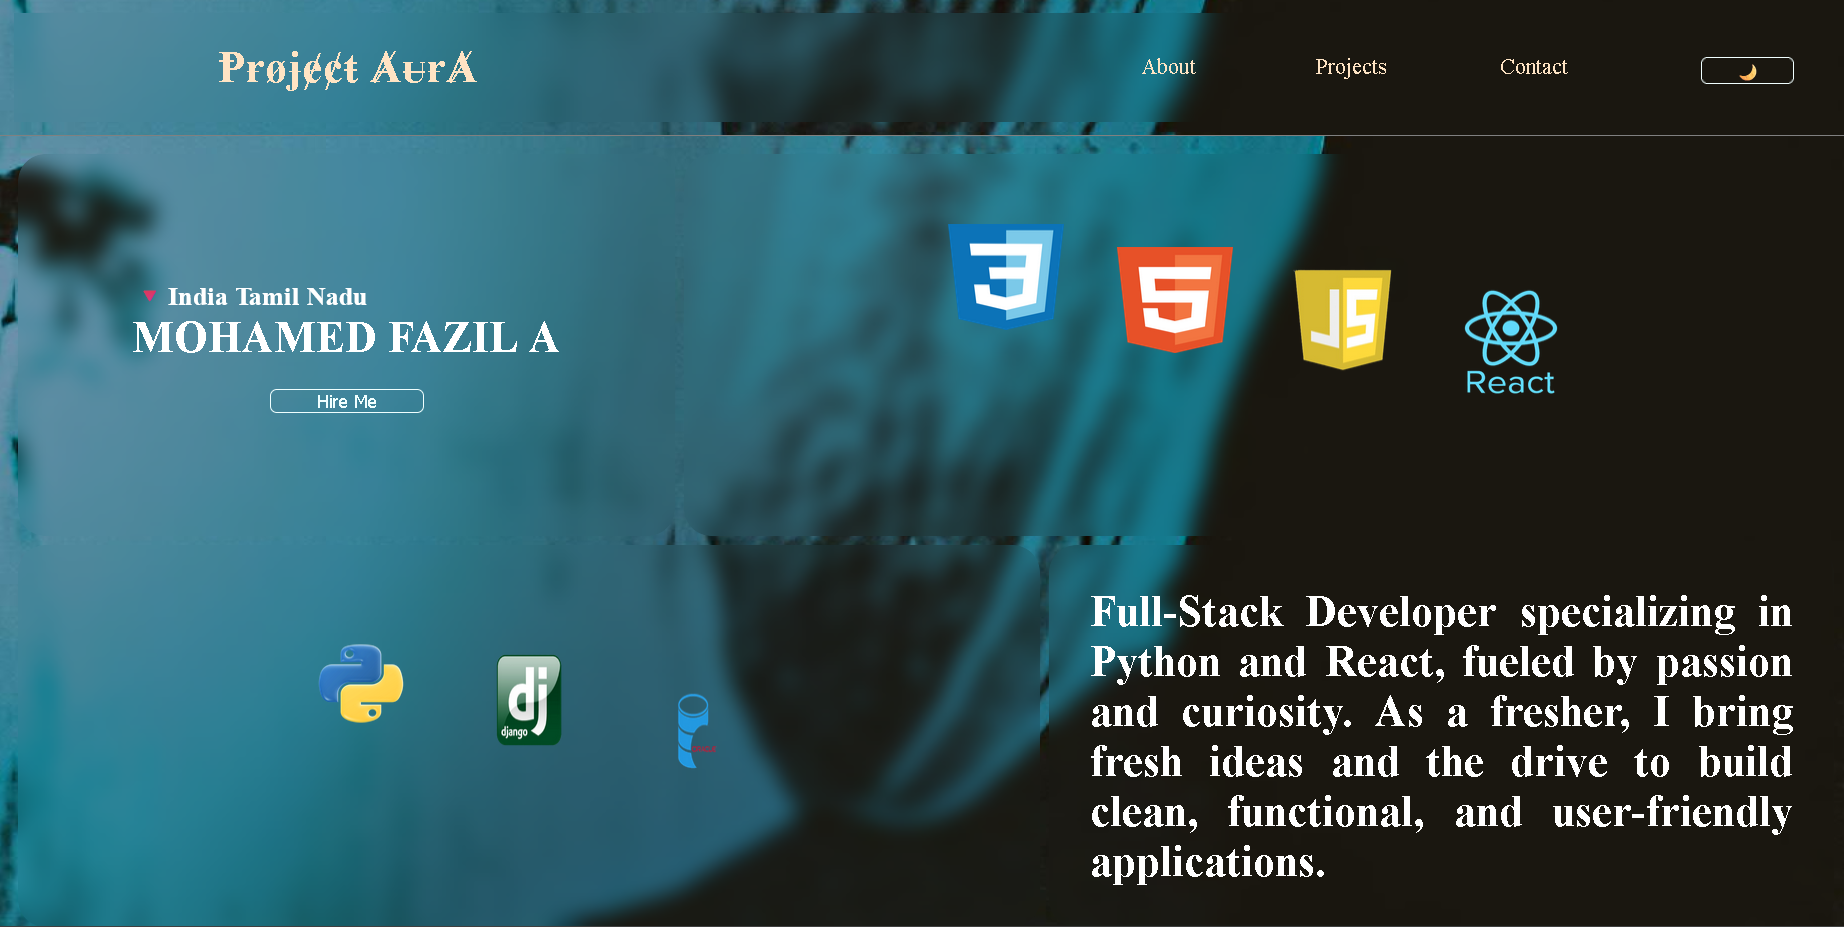 Prøjɇȼt ȺᵾrȺ
About
Projects
Contact
India Tamil Nadu
MOHAMED FAZIL A
Hire Me
3
5
JS
React
dj
django
Full-Stack Developer specializing in
Python and React, fueled by passion
and curiosity. As a fresher, I bring
fresh ideas and the drive to build
clean, functional, and user-friendly
applications.